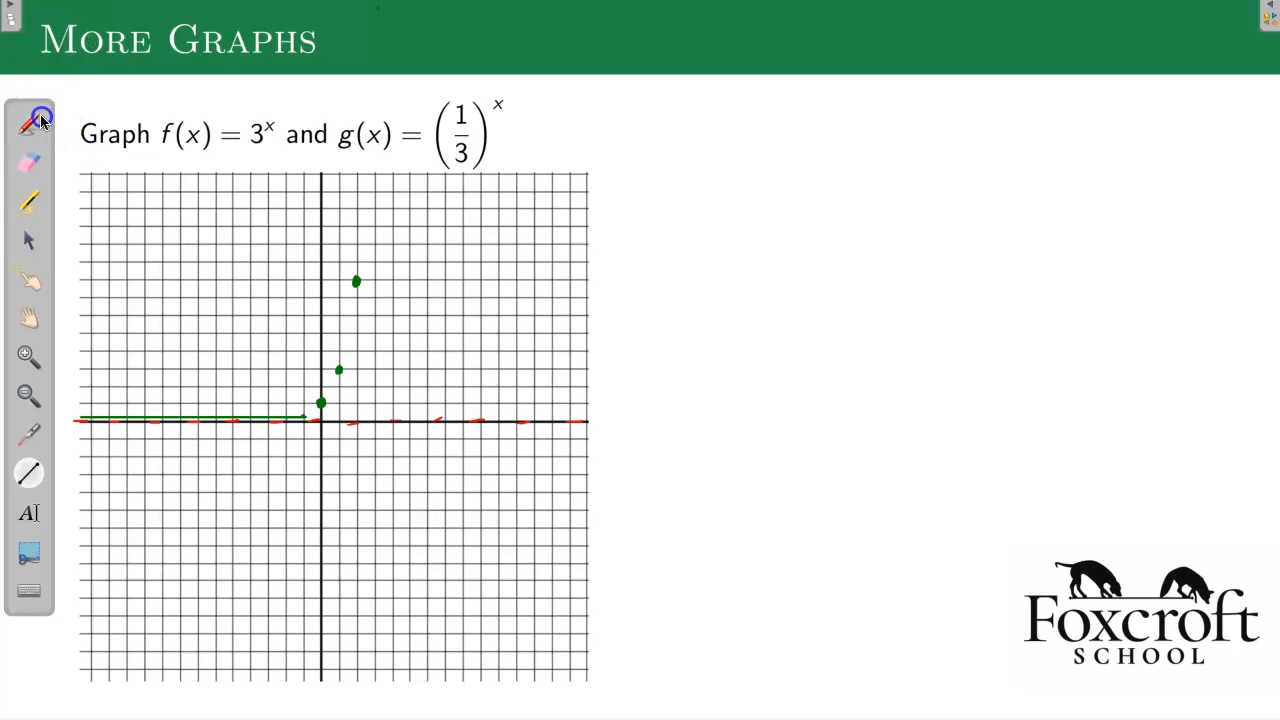 MORE GRAPHS
Graph f(x) = 3^x and g(x) = (1/3)^x
A
Foxcroft
SCHOOL